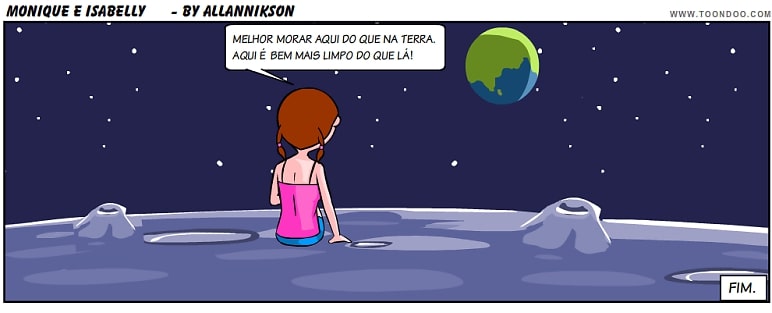 MONIQUE E ISABELLY - BY ALLANNIKSON
WWW.TOONDOO.COM
MELHOR MORAR AQUI DO QUE NA TERRA.
AQUI É BEM MAIS LIMPO DO QUE LÁ!
FIM.